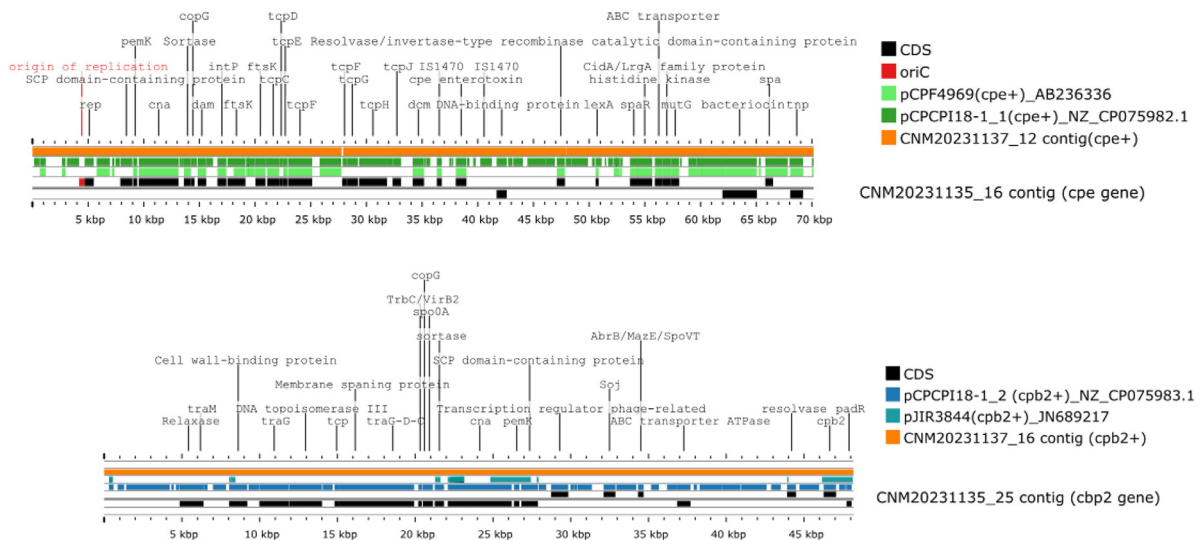 copG tcpD ABC transporter
pemK Sortase tcpE Resolvase/invertase-type recombinase catalytic domain-containing protein
origin of replication intP ftsK tcpF tcpJ IS1470 IS1470 CidA/LrgA family protein
SCP domain-containing protein tcpC tcpG cpe enterotoxin histidine kinase spa
rep cna dam ftsK tcpF tcpH dcm DNA-binding protein lexA spaR mutG bacteriocin tnp
CDS
oriC
pCPF4969(cpe+)_AB236336
pCPCPI18-1_1(cpe+)_NZ_CP075982.1
CNM20231137_12 contig(cpe+)
CNM20231135_16 contig (cpe gene)
5 kbp 10 kbp 15 kbp 20 kbp 25 kbp 30 kbp 35 kbp 40 kbp 45 kbp 50 kbp 55 kbp 60 kbp 65 kbp 70 kbp
copG
TrbC/VirB2
spo0A
sortase AbrB/MazE/SpoVT
Cell wall-binding protein SCP domain-containing protein
Membrane spaning protein Soj
traM DNA topoisomerase III Transcription regulator phage-related resolvase padR
Relaxase traG tcp traG-D-C cna pemK ABC transporter ATPase cpb2
CDS
pCPCPI18-1_2 (cpb2+)_NZ_CP075983.1
pJIR3844(cpb2+)_JN689217
CNM20231137_16 contig (cpb2+)
CNM20231135_25 contig (cbp2 gene)
5 kbp 10 kbp 15 kbp 20 kbp 25 kbp 30 kbp 35 kbp 40 kbp 45 kbp